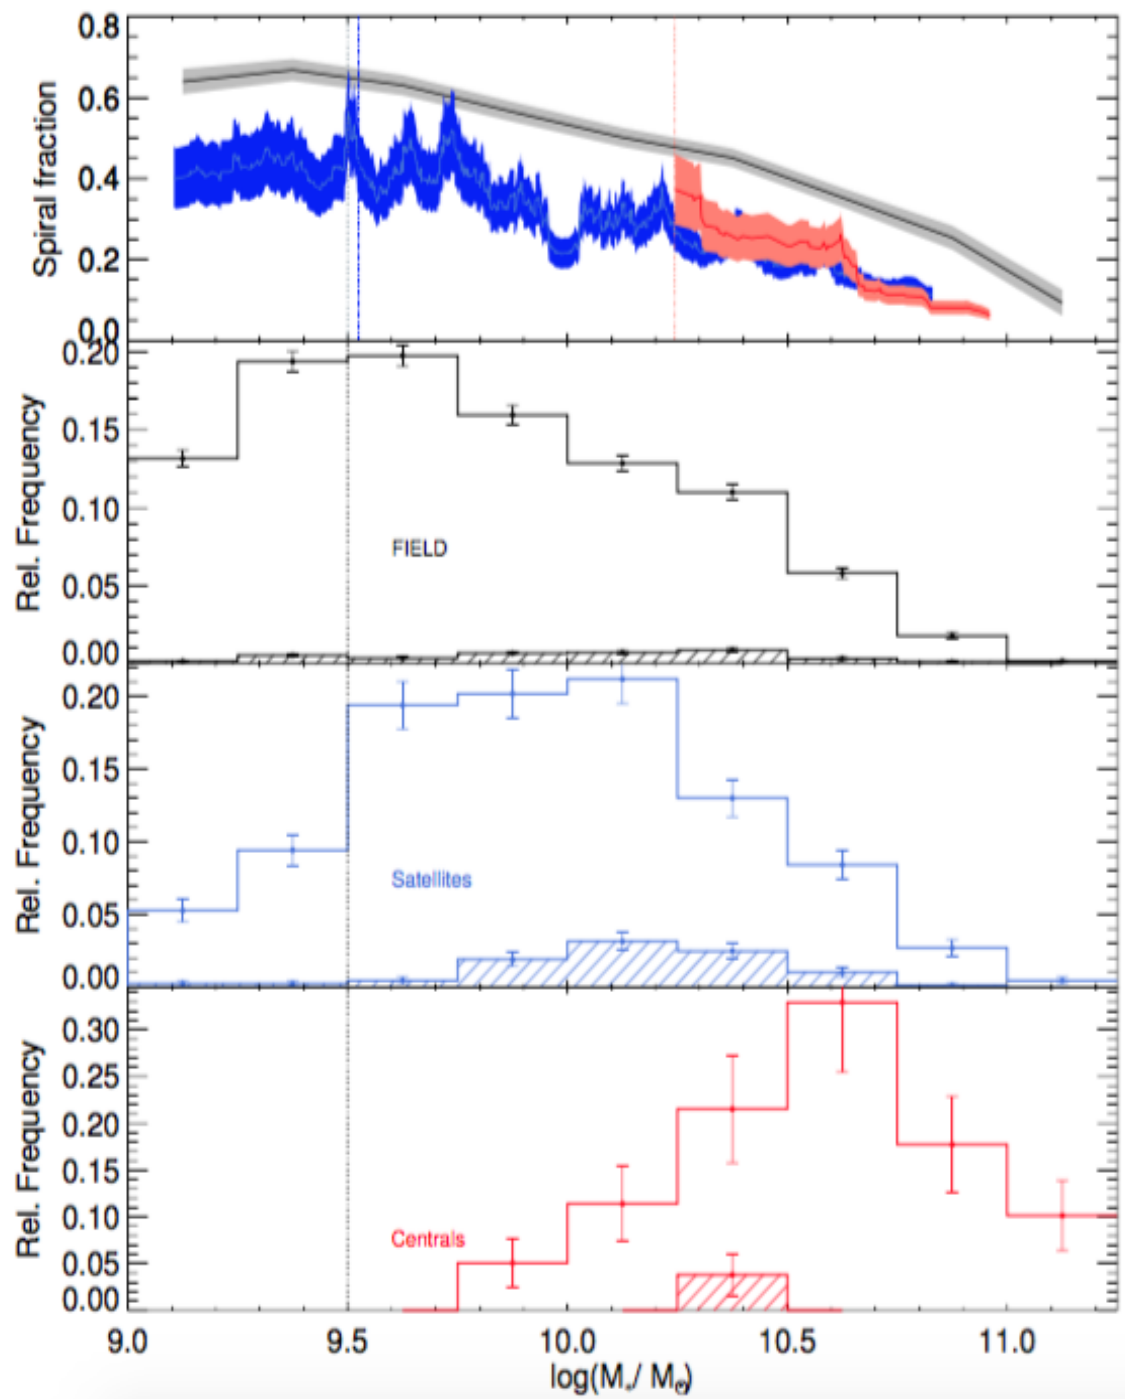 0.8
0.6
0.4
0.2
0.0
Spiral fraction
0.20
0.15
0.10
0.05
0.00
Rel. Frequency
FIELD
0.20
0.15
0.10
0.05
0.00
Rel. Frequency
Satellites
0.30
0.25
0.20
0.15
0.10
0.05
0.00
Rel. Frequency
Centrals
9.0 9.5 10.0 10.5 11.0
log(M*/ M⊙)